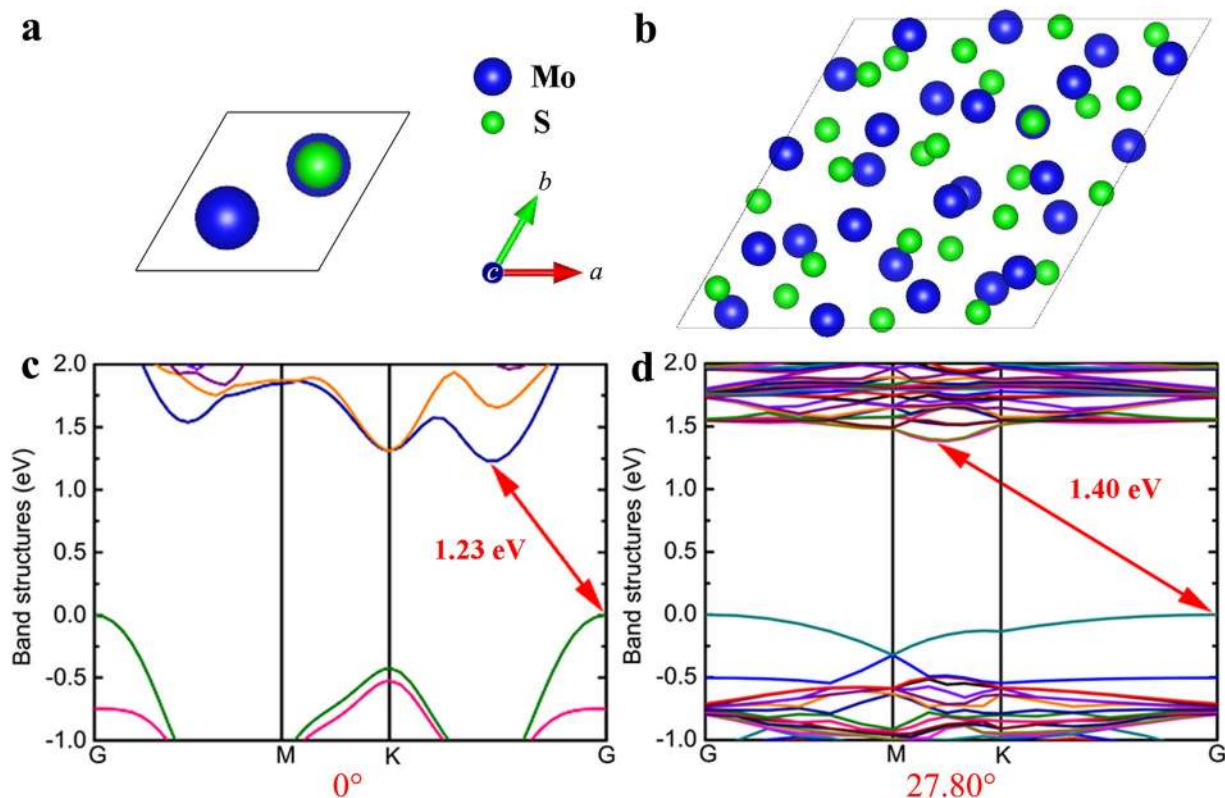 a
b
Mo
S
b
c
a
c
d
2.0
1.5
1.0
0.5
0.0
-0.5
-1.0
Band structures (eV)
1.23 eV
G
M
K
G
0°
2.0
1.5
1.0
0.5
0.0
-0.5
-1.0
Band structures (eV)
1.40 eV
G
M
K
G
27.80°